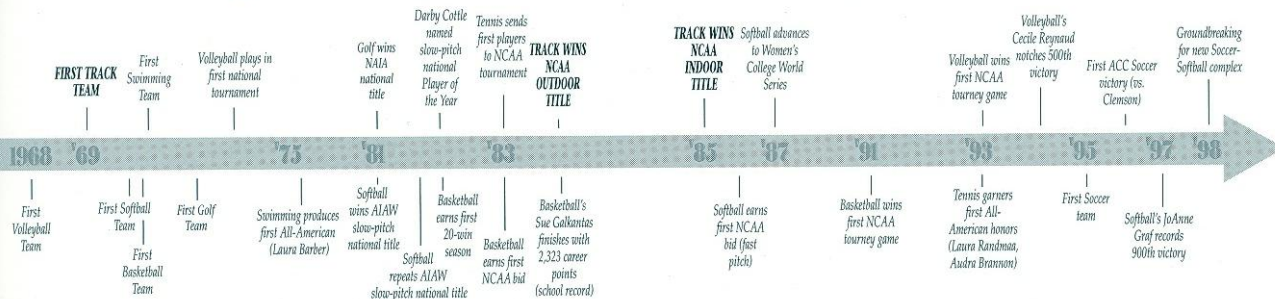 FIRST TRACK
TEAM
First
Swimming
Team
Volleyball plays in
first national
tournament
Golf wins
NAIA
national
title
Darby Cottle
named
slow-pitch
national
Player of
the Year
Tennis sends
first players
to NCAA
tournament
TRACK WINS
NCAA
OUTDOOR
TITLE
TRACK WINS
NCAA
INDOOR
TITLE
Softball advances
to Women's
College World
Series
Volleyball wins
first NCAA
tourney game
Volleyball's
Cecile Reynaud
notches 500th
victory
First ACC Soccer
victory (vs.
Clemson)
Groundbreaking
for new Soccer-
Softball complex
1968 '69 '75 '81 '83 '85 '87 '91 '93 '95 '97 '98
First
Volleyball
Team
First Softball
Team
First
Basketball
Team
First Golf
Team
Swimming produces
first All-American
(Laura Barber)
Softball
wins AIAW
slow-pitch
national title
Softball
repeats AIAW
slow-pitch national title
Basketball
earns first
20-win
season
Basketball
earns first
NCAA bid
Basketball's
Sue Galkantas
finishes with
2,323 career
points
(school record)
Softball earns
first NCAA
bid (fast
pitch)
Basketball wins
first NCAA
tourney game
Tennis garners
first All-
American honors
(Laura Randmaa,
Audra Brannon)
First Soccer
team
Softball's JoAnne
Graf records
900th victory